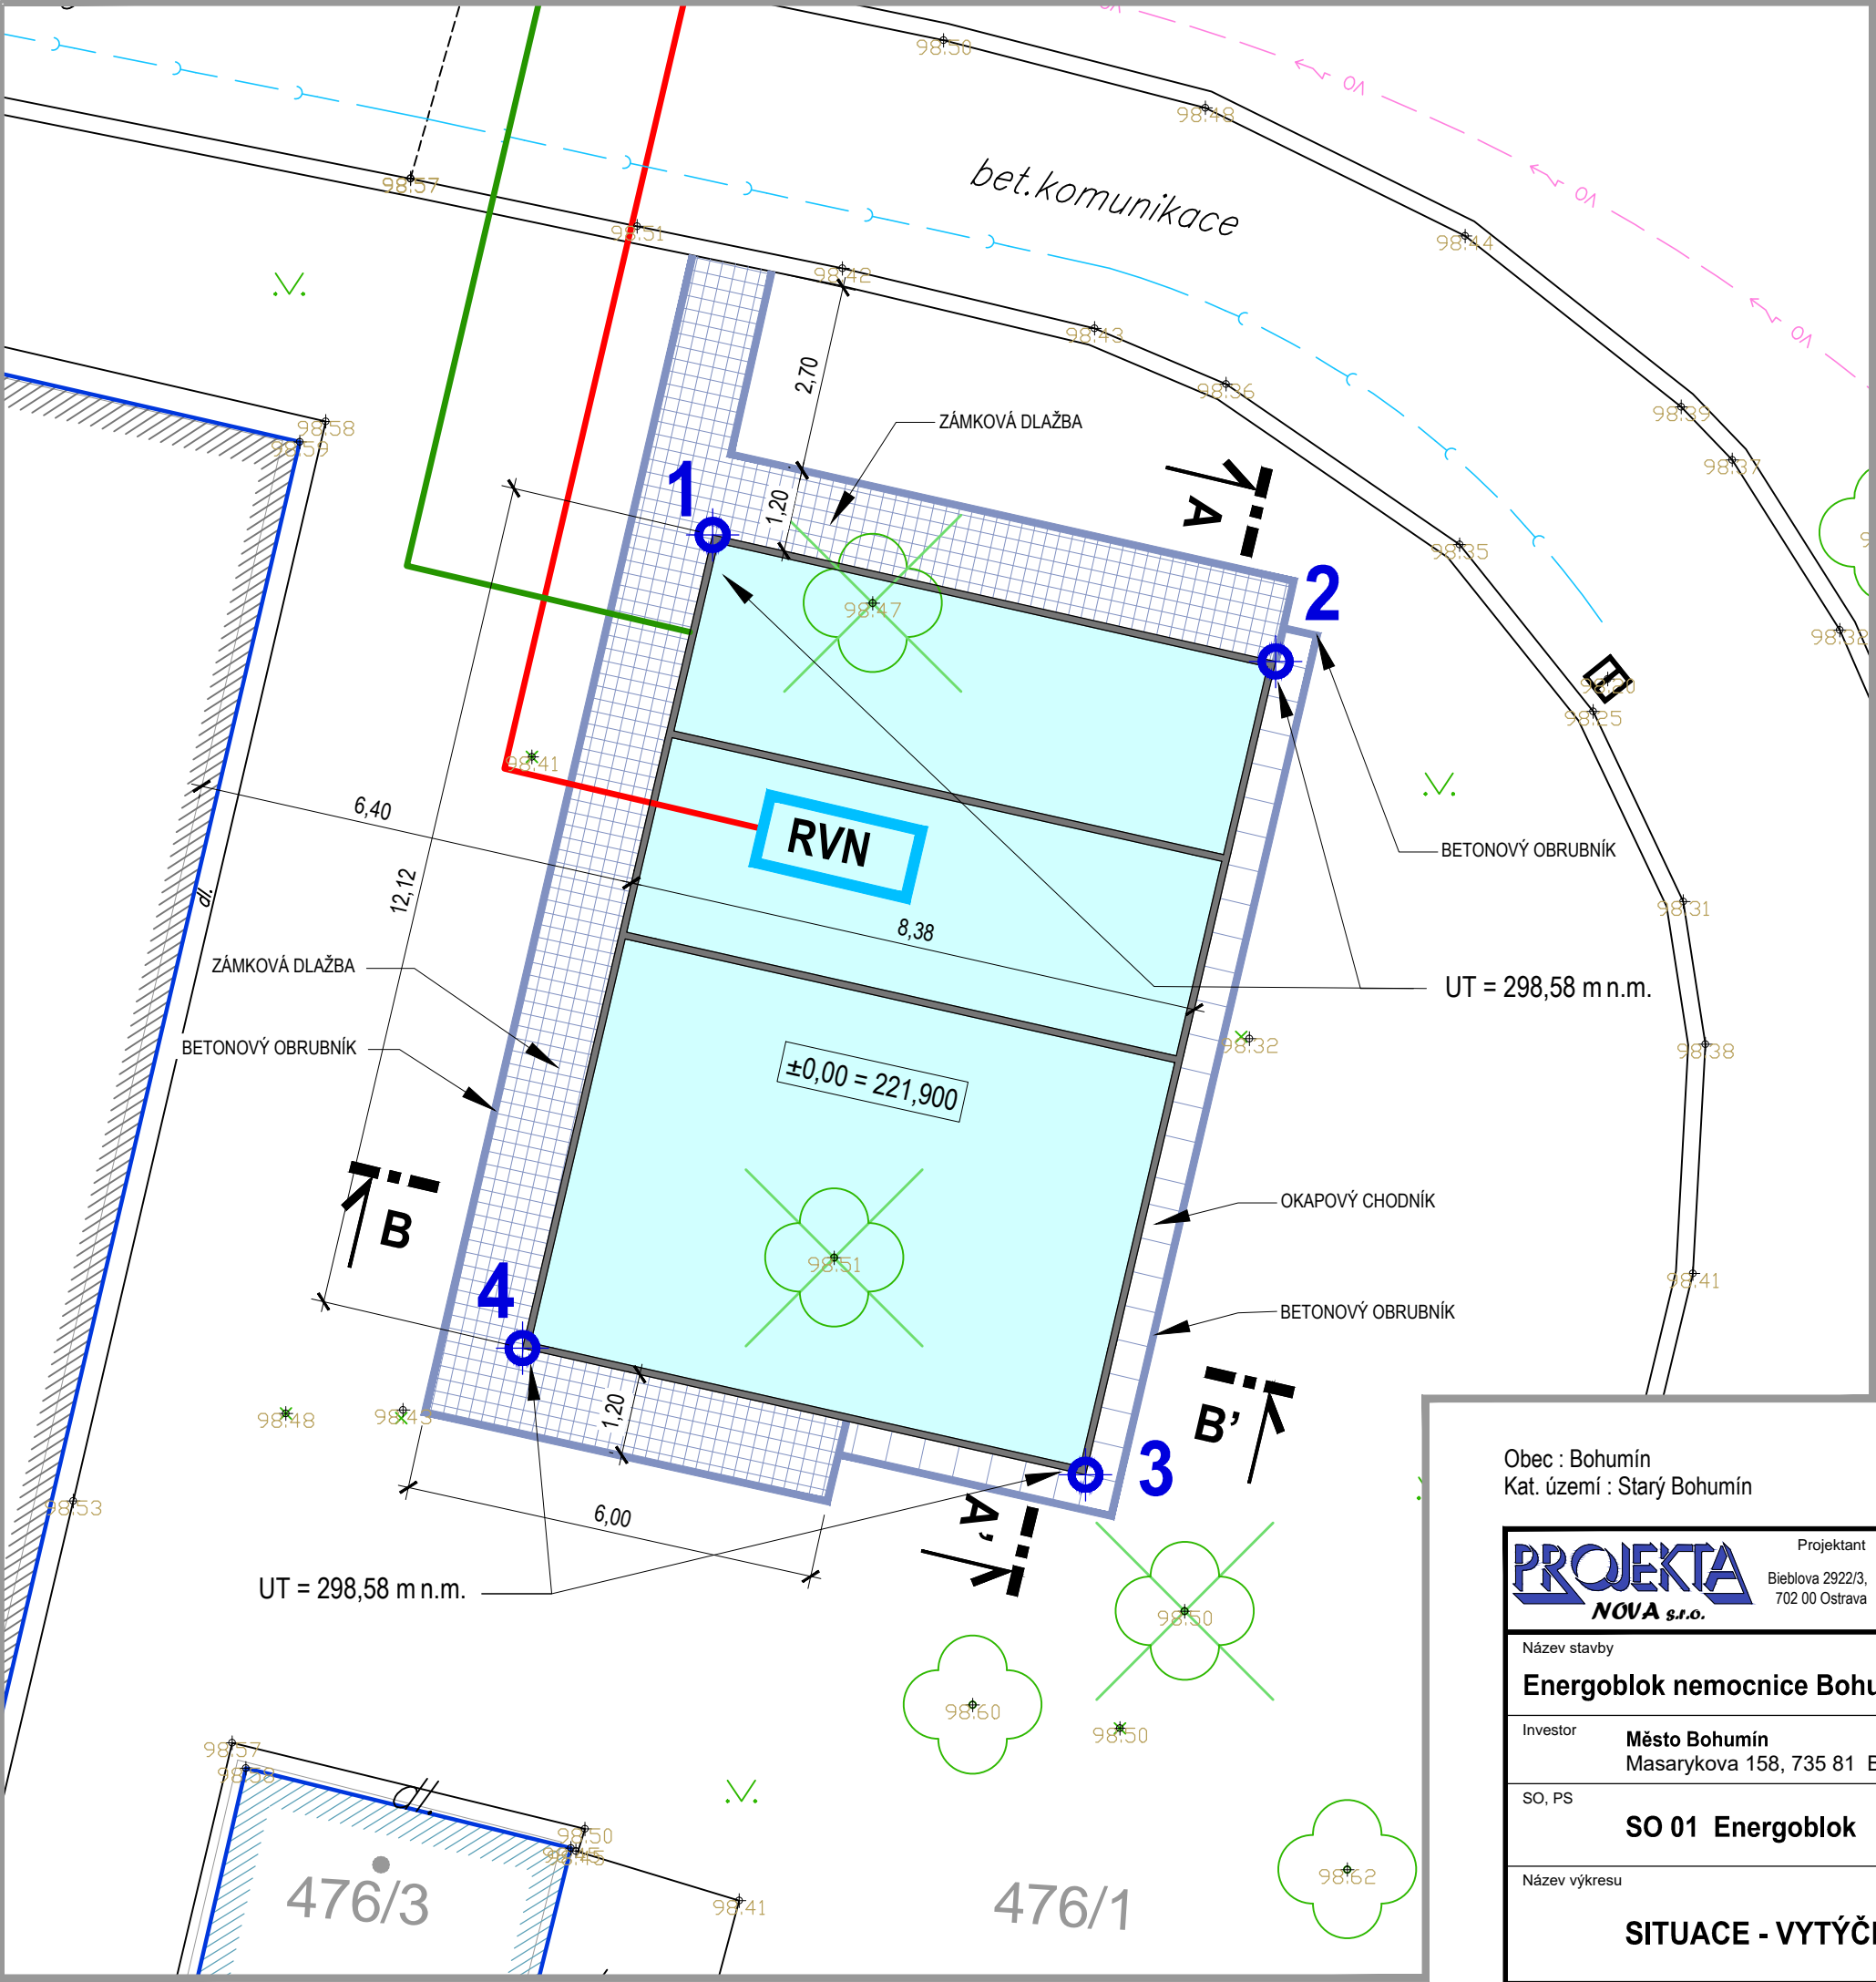 98.50
98.48
VO
98.57
bet.komunikace
VO
98.51
98.44
98.42
98.43
VO
2,70
98.36
98.39
98.58
ZÁMKOVÁ DLAŽBA
98.59
98.37
1
1,20
A
98.35
2
98.47
98.32
98.20
98.25
98.41
6,40
RVN
BETONOVÝ OBRUBNÍK
12,12
dl.
98.31
8,38
ZÁMKOVÁ DLAŽBA
UT = 298,58 m n.m.
BETONOVÝ OBRUBNÍK
98.32
98.38
±0,00 = 221,900
OKAPOVÝ CHODNÍK
B
98.51
98.41
4
BETONOVÝ OBRUBNÍK
1,20
98.48
98.43
B’
3
Obec : Bohumín
Kat. území : Starý Bohumín
98.53
6,00
A’
UT = 298,58 m n.m.
PROJEKTA
NOVA s.r.o.
Projektant
Bieblova 2922/3,
702 00 Ostrava
98.50
Název stavby
Energoblok nemocnice Bohu
98.60
98.50
Investor
Město Bohumín
Masarykova 158, 735 81
98.57
98.58
dl.
SO, PS
SO 01 Energoblok
98.50
98.45
98.62
Název výkresu
476/3
476/1
98.41
SITUACE - VYTÝČ